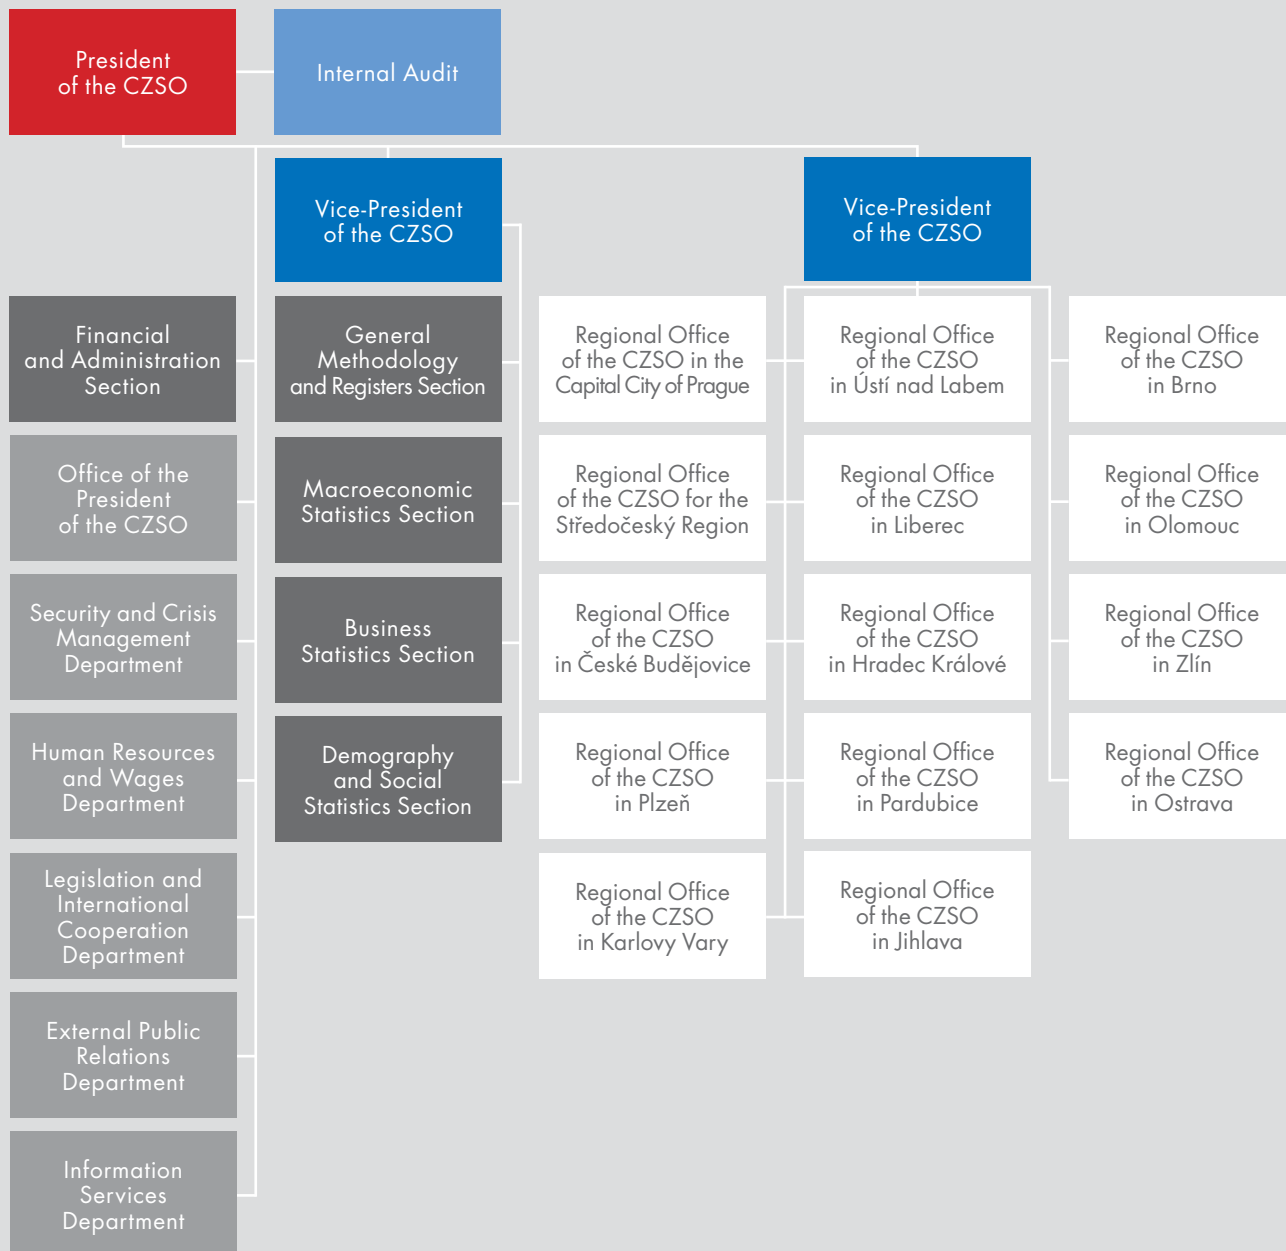 President
of the CZSO
Internal Audit
Vice-President
of the CZSO
Vice-President
of the CZSO
Financial
and Administration
Section
General
Methodology
and Registers Section
Regional Office
of the CZSO in the
Capital City of Prague
Regional Office
of the CZSO
in Ústí nad Labem
Regional Office
of the CZSO
in Brno
Office of the
President
of the CZSO
Macroeconomic
Statistics Section
Regional Office
of the CZSO for the
Středočeský Region
Regional Office
of the CZSO
in Liberec
Regional Office
of the CZSO
in Olomouc
Security and Crisis
Management
Department
Business
Statistics Section
Regional Office
of the CZSO
in České Budějovice
Regional Office
of the CZSO
in Hradec Králové
Regional Office
of the CZSO
in Zlín
Human Resources
and Wages
Department
Demography
and Social
Statistics Section
Regional Office
of the CZSO
in Plzeň
Regional Office
of the CZSO
in Pardubice
Regional Office
of the CZSO
in Ostrava
Legislation and
International
Cooperation
Department
Regional Office
of the CZSO
in Karlovy Vary
Regional Office
of the CZSO
in Jihlava
External Public
Relations
Department
Information
Services
Department